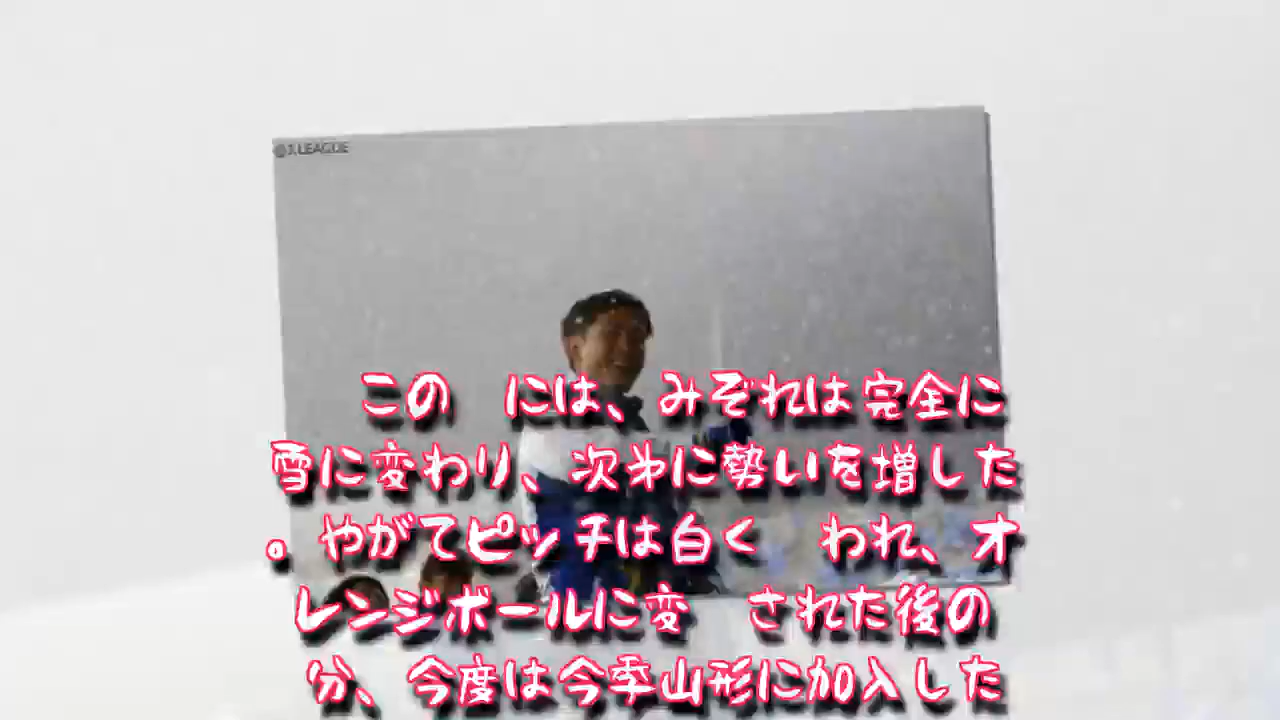 J.LEAGUE
この　には、みぞれは完全に
雪に変わり、次第に勢いを増した
。やがてピッチは白く　われ、オ
レンジボールに変　された後の
分、今度は今季山形に加入した